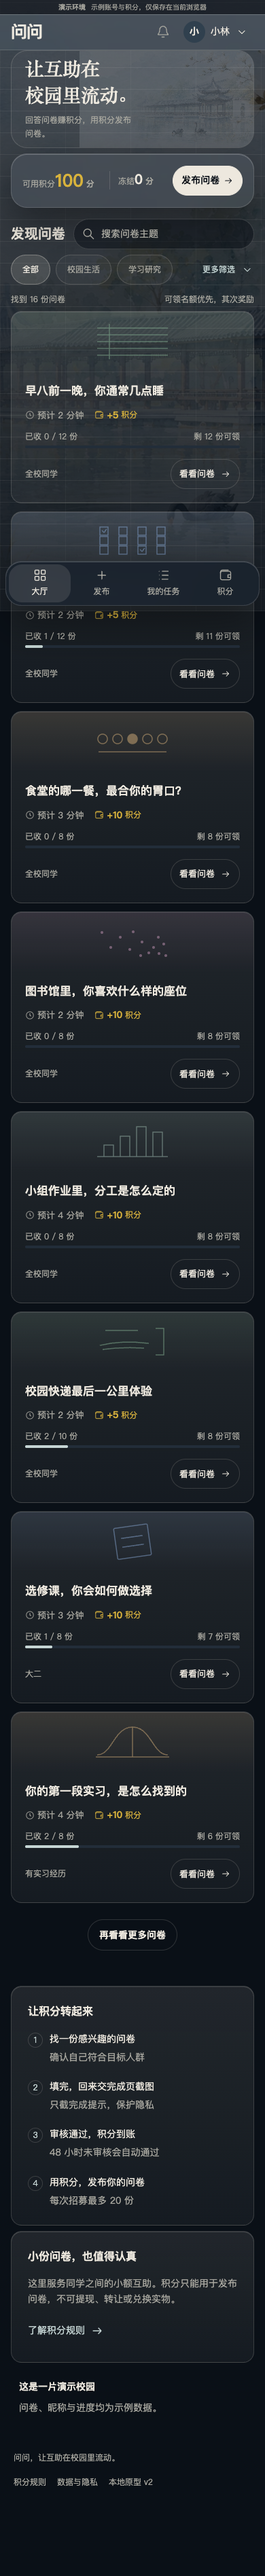 演示环境 示例账号与积分，仅保存在当前浏览器
问问
小 小林
让互助在
校园里流动。
回答问卷赚积分，用积分发布
问卷。
可用积分100 分 冻结0 分 发布问卷 →
发现问卷 搜索问卷主题
全部 校园生活 学习研究 更多筛选
找到 16 份问卷 可领名额优先，其次奖励
早八前一晚，你通常几点睡
预计 2 分钟 +5 积分
已收 0 / 12 份 剩 12 份可领
全校同学 看看问卷 →
大厅 发布 我的任务 积分
预计 2 分钟 +5 积分
已收 1 / 12 份 剩 11 份可领
全校同学 看看问卷 →
食堂的哪一餐，最合你的胃口？
预计 3 分钟 +10 积分
已收 0 / 8 份 剩 8 份可领
全校同学 看看问卷 →
图书馆里，你喜欢什么样的座位
预计 2 分钟 +10 积分
已收 0 / 8 份 剩 8 份可领
全校同学 看看问卷 →
小组作业里，分工是怎么定的
预计 4 分钟 +10 积分
已收 0 / 8 份 剩 8 份可领
全校同学 看看问卷 →
校园快递最后一公里体验
预计 2 分钟 +5 积分
已收 2 / 10 份 剩 8 份可领
全校同学 看看问卷 →
选修课，你会如何做选择
预计 3 分钟 +10 积分
已收 1 / 8 份 剩 7 份可领
大二 看看问卷 →
你的第一段实习，是怎么找到的
预计 4 分钟 +10 积分
已收 2 / 8 份 剩 6 份可领
有实习经历 看看问卷 →
再看看更多问卷
让积分转起来
1 找一份感兴趣的问卷
确认自己符合目标人群
2 填完，回来交完成页截图
只截完成提示，保护隐私
3 审核通过，积分到账
48 小时未审核会自动通过
4 用积分，发布你的问卷
每次招募最多 20 份
小份问卷，也值得认真
这里服务同学之间的小额互助。积分只能用于发布
问卷，不可提现、转让或兑换实物。
了解积分规则 →
这是一片演示校园
问卷、昵称与进度均为示例数据。
问问，让互助在校园里流动。
积分规则 数据与隐私 本地原型 v2